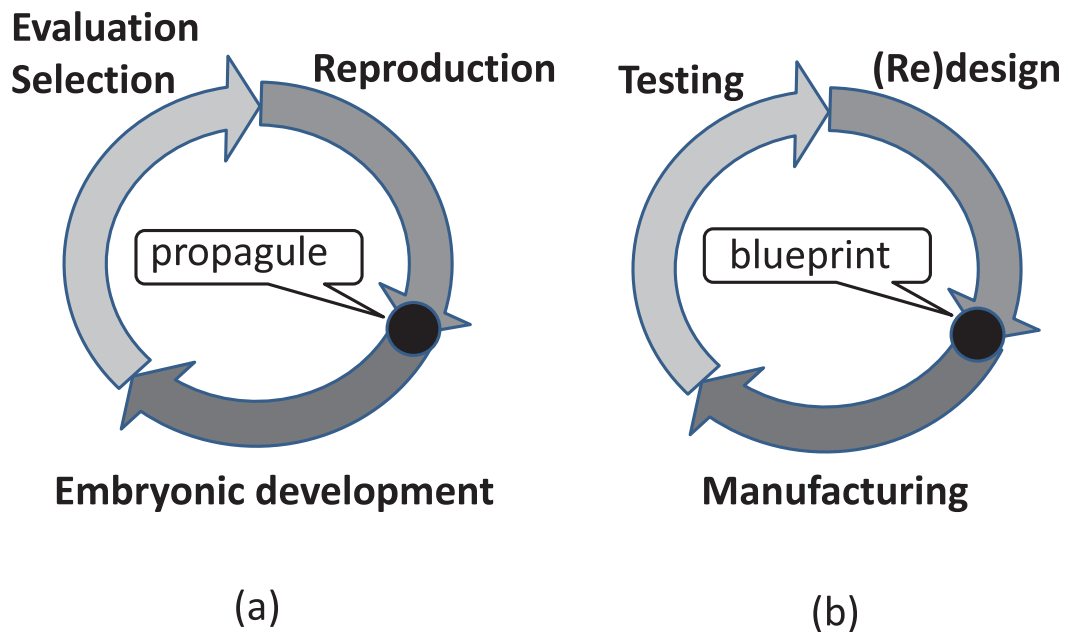 Evaluation
Selection
Reproduction
propagule
Embryonic development
(a)
Testing
(Re)design
blueprint
Manufacturing
(b)